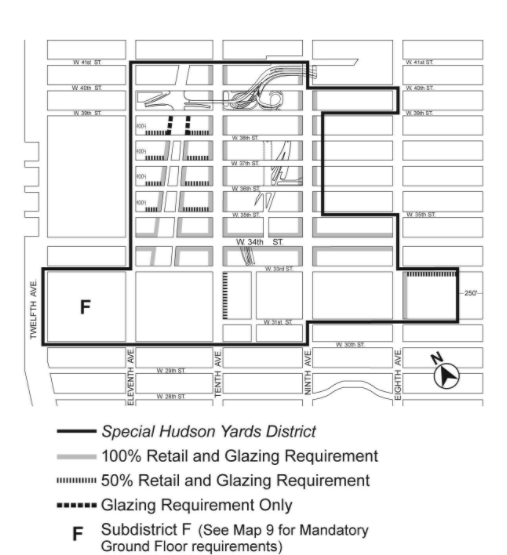 W. 41st ST.
W. 41st ST.
W. 40th ST.
W. 40th ST.
W. 39th ST.
W. 39th ST.
W. 38th ST.
W. 37th ST.
W. 36th ST.
W. 35th ST.
W. 35th ST.
W. 34th ST.
W. 33rd ST.
250'
F
W. 31st ST.
W. 30th ST.
W. 29th ST.
W. 28th ST.
TWELFTH AVE.
ELEVENTH AVE.
TENTH AVE.
NINTH AVE.
EIGHTH AVE.
N
Special Hudson Yards District
100% Retail and Glazing Requirement
50% Retail and Glazing Requirement
Glazing Requirement Only
F Subdistrict F (See Map 9 for Mandatory
Ground Floor requirements)